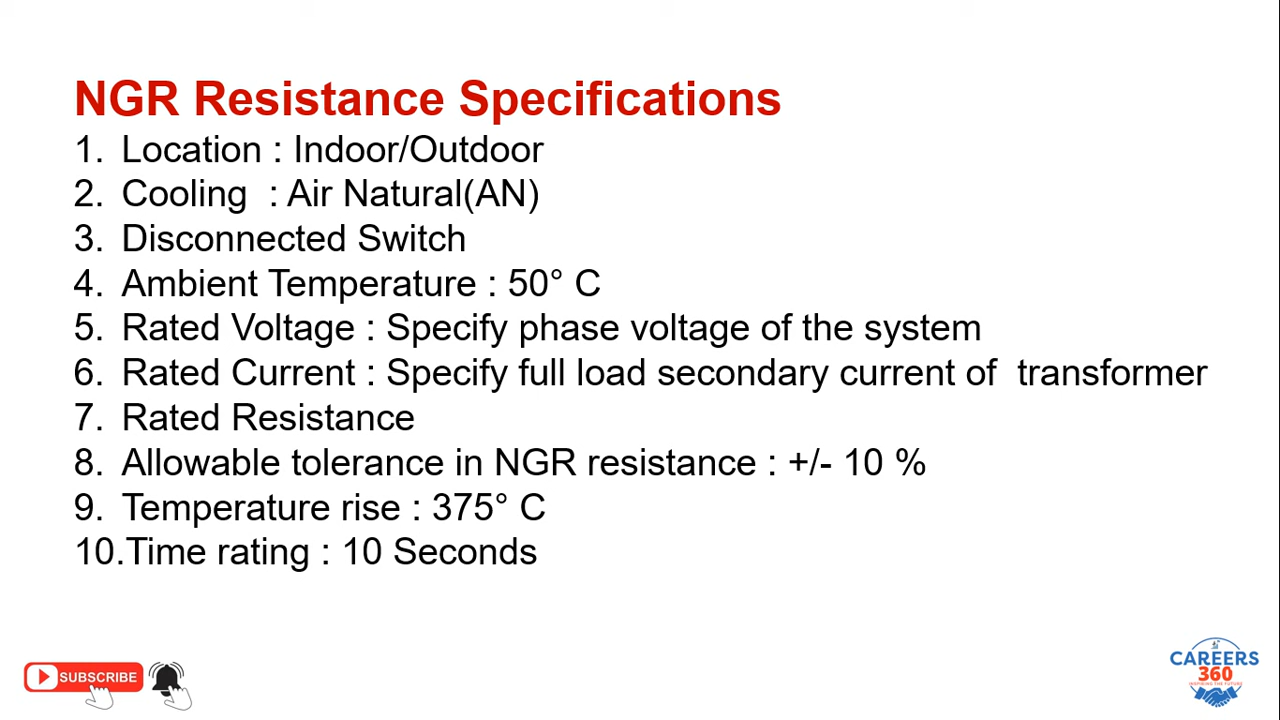 NGR Resistance Specifications
1. Location : Indoor/Outdoor
2. Cooling : Air Natural(AN)
3. Disconnected Switch
4. Ambient Temperature : 50° C
5. Rated Voltage : Specify phase voltage of the system
6. Rated Current : Specify full load secondary current of transformer
7. Rated Resistance
8. Allowable tolerance in NGR resistance : +/- 10 %
9. Temperature rise : 375° C
10.Time rating : 10 Seconds
SUBSCRIBE
CAREERS
360
INSPIRING THE FUTURE